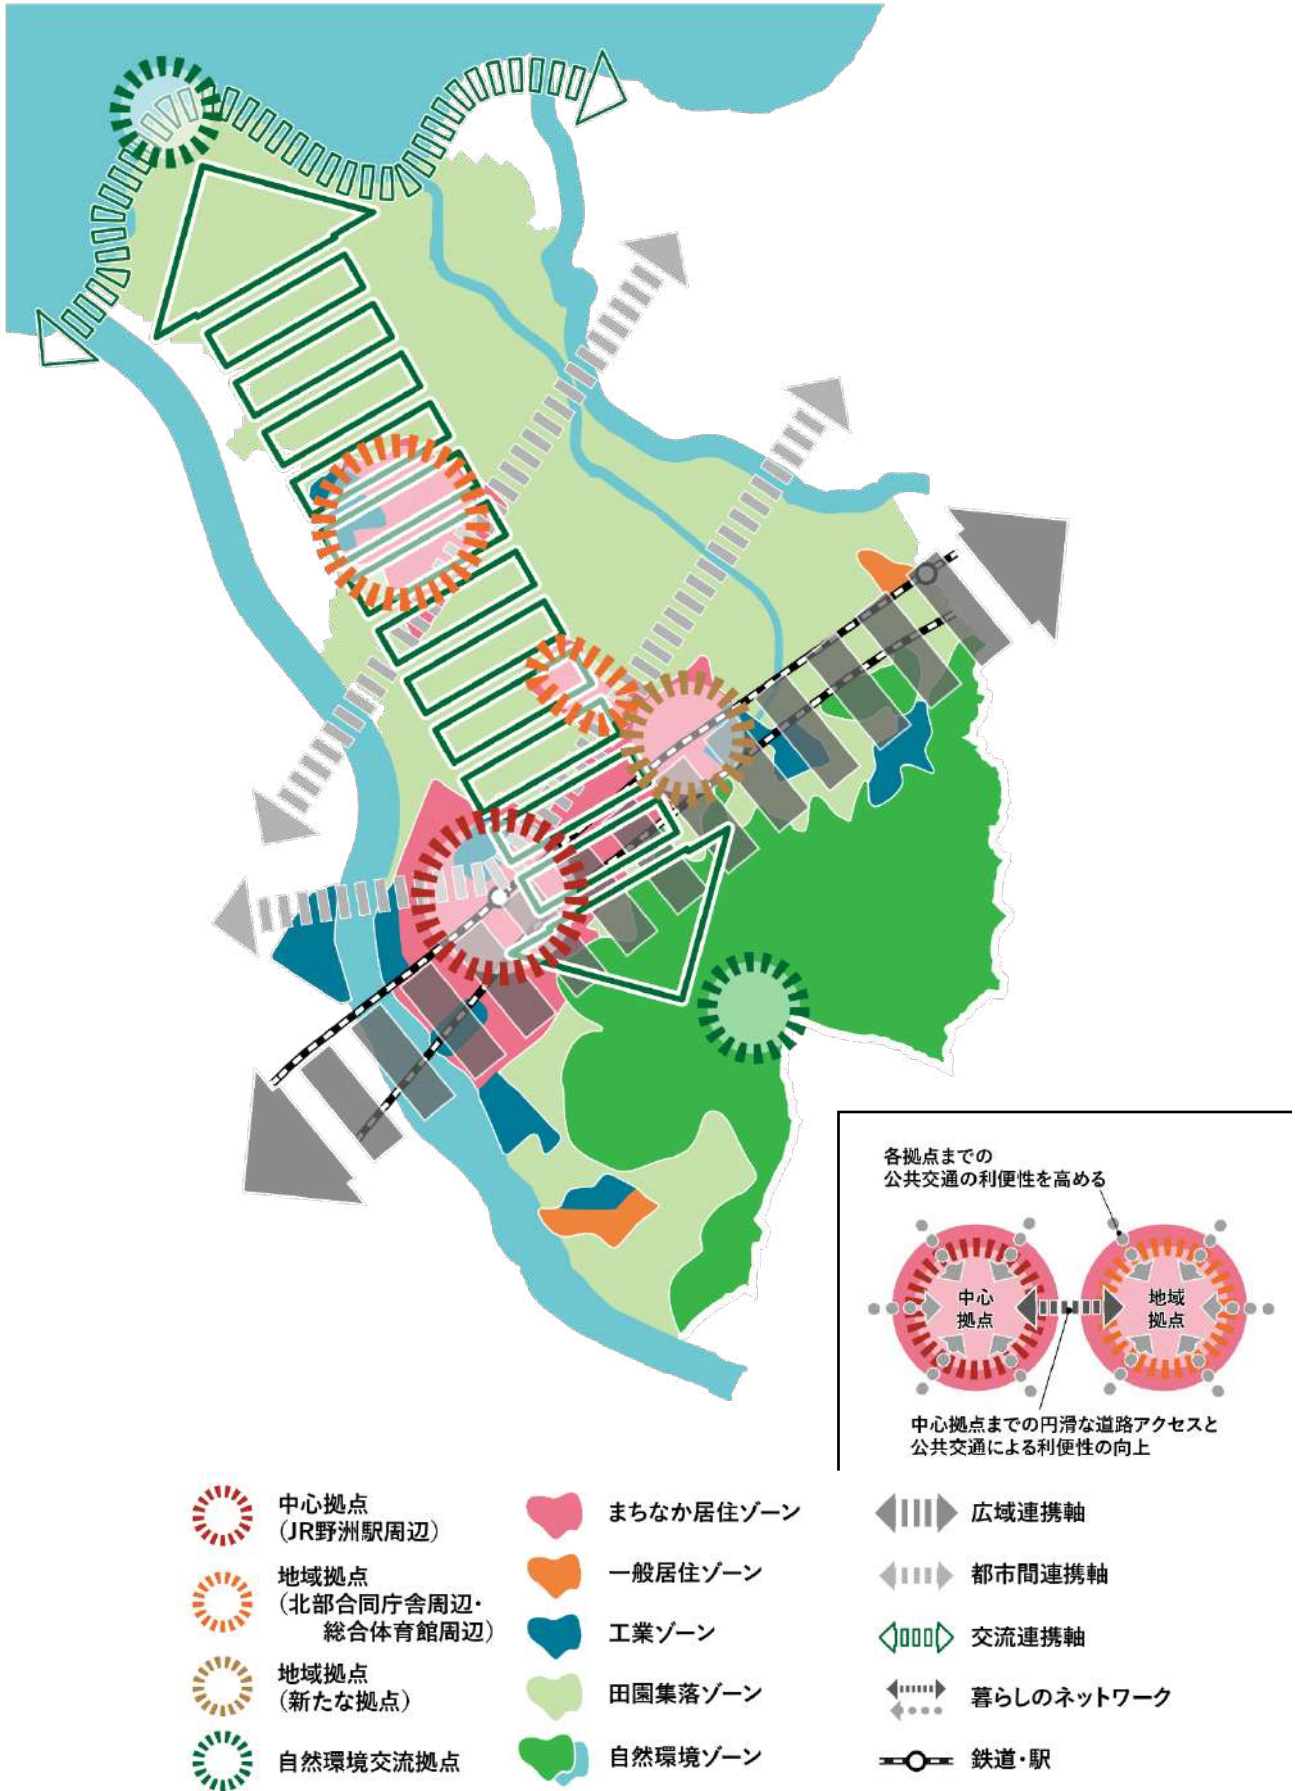 各拠点までの
公共交通の利便性を高める
中心
拠点
地域
拠点
中心拠点までの円滑な道路アクセスと
公共交通による利便性の向上
中心拠点
（JR野洲駅周辺）
地域拠点
（北部合同庁舎周辺・
総合体育館周辺）
地域拠点
（新たな拠点）
自然環境交流拠点
まちなか居住ゾーン
一般居住ゾーン
工業ゾーン
田園集落ゾーン
自然環境ゾーン
広域連携軸
都市間連携軸
交流連携軸
暮らしのネットワーク
鉄道・駅